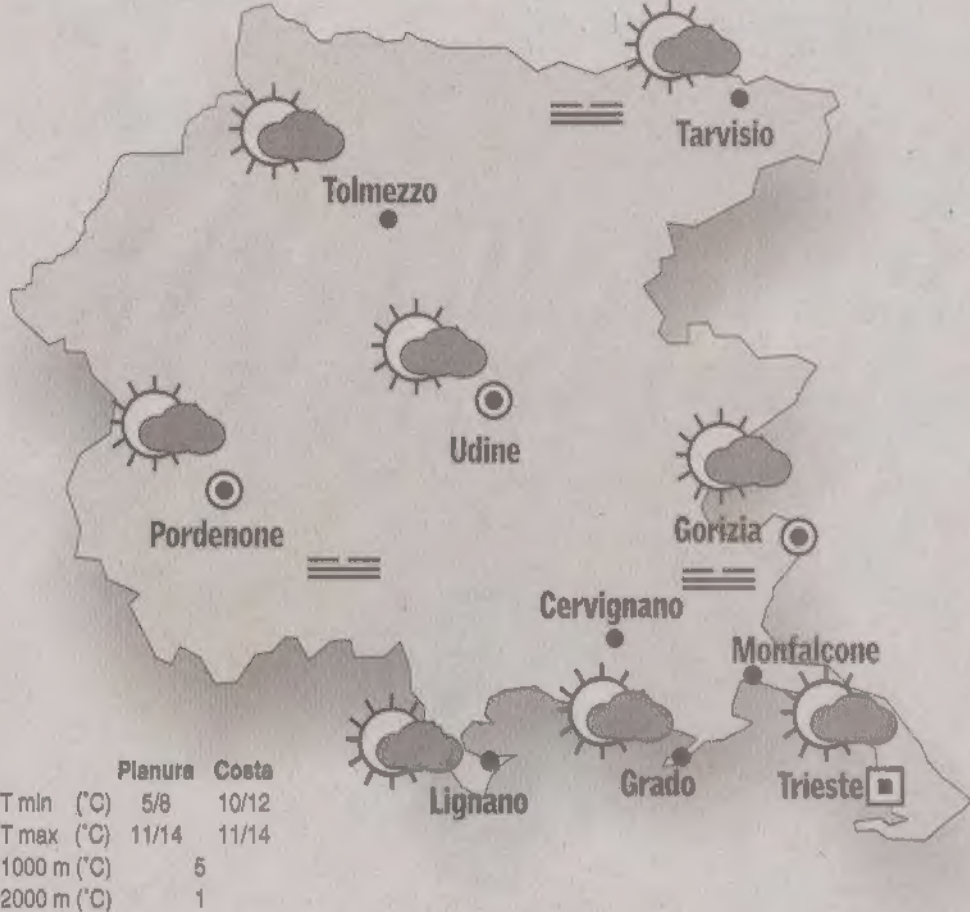 Tarvisio
Tolmezzo
Udine
Pordenone
Gorizia
Cervignano
Monfalcone
Lignano
Grado
Trieste
Pianura Costa
T min (°C) 5/8 10/12
T max (°C) 11/14 11/14
1000 m (°C) 5
2000 m (°C) 1